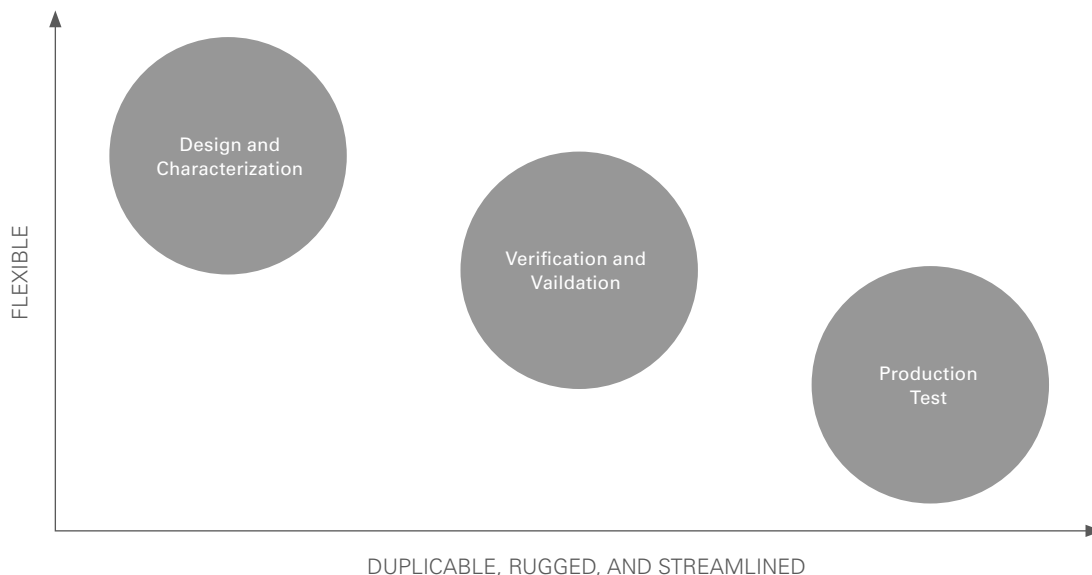 Design and
Characterization
Verification and
Vaildation
Production
Test
FLEXIBLE
DUPLICABLE, RUGGED, AND STREAMLINED